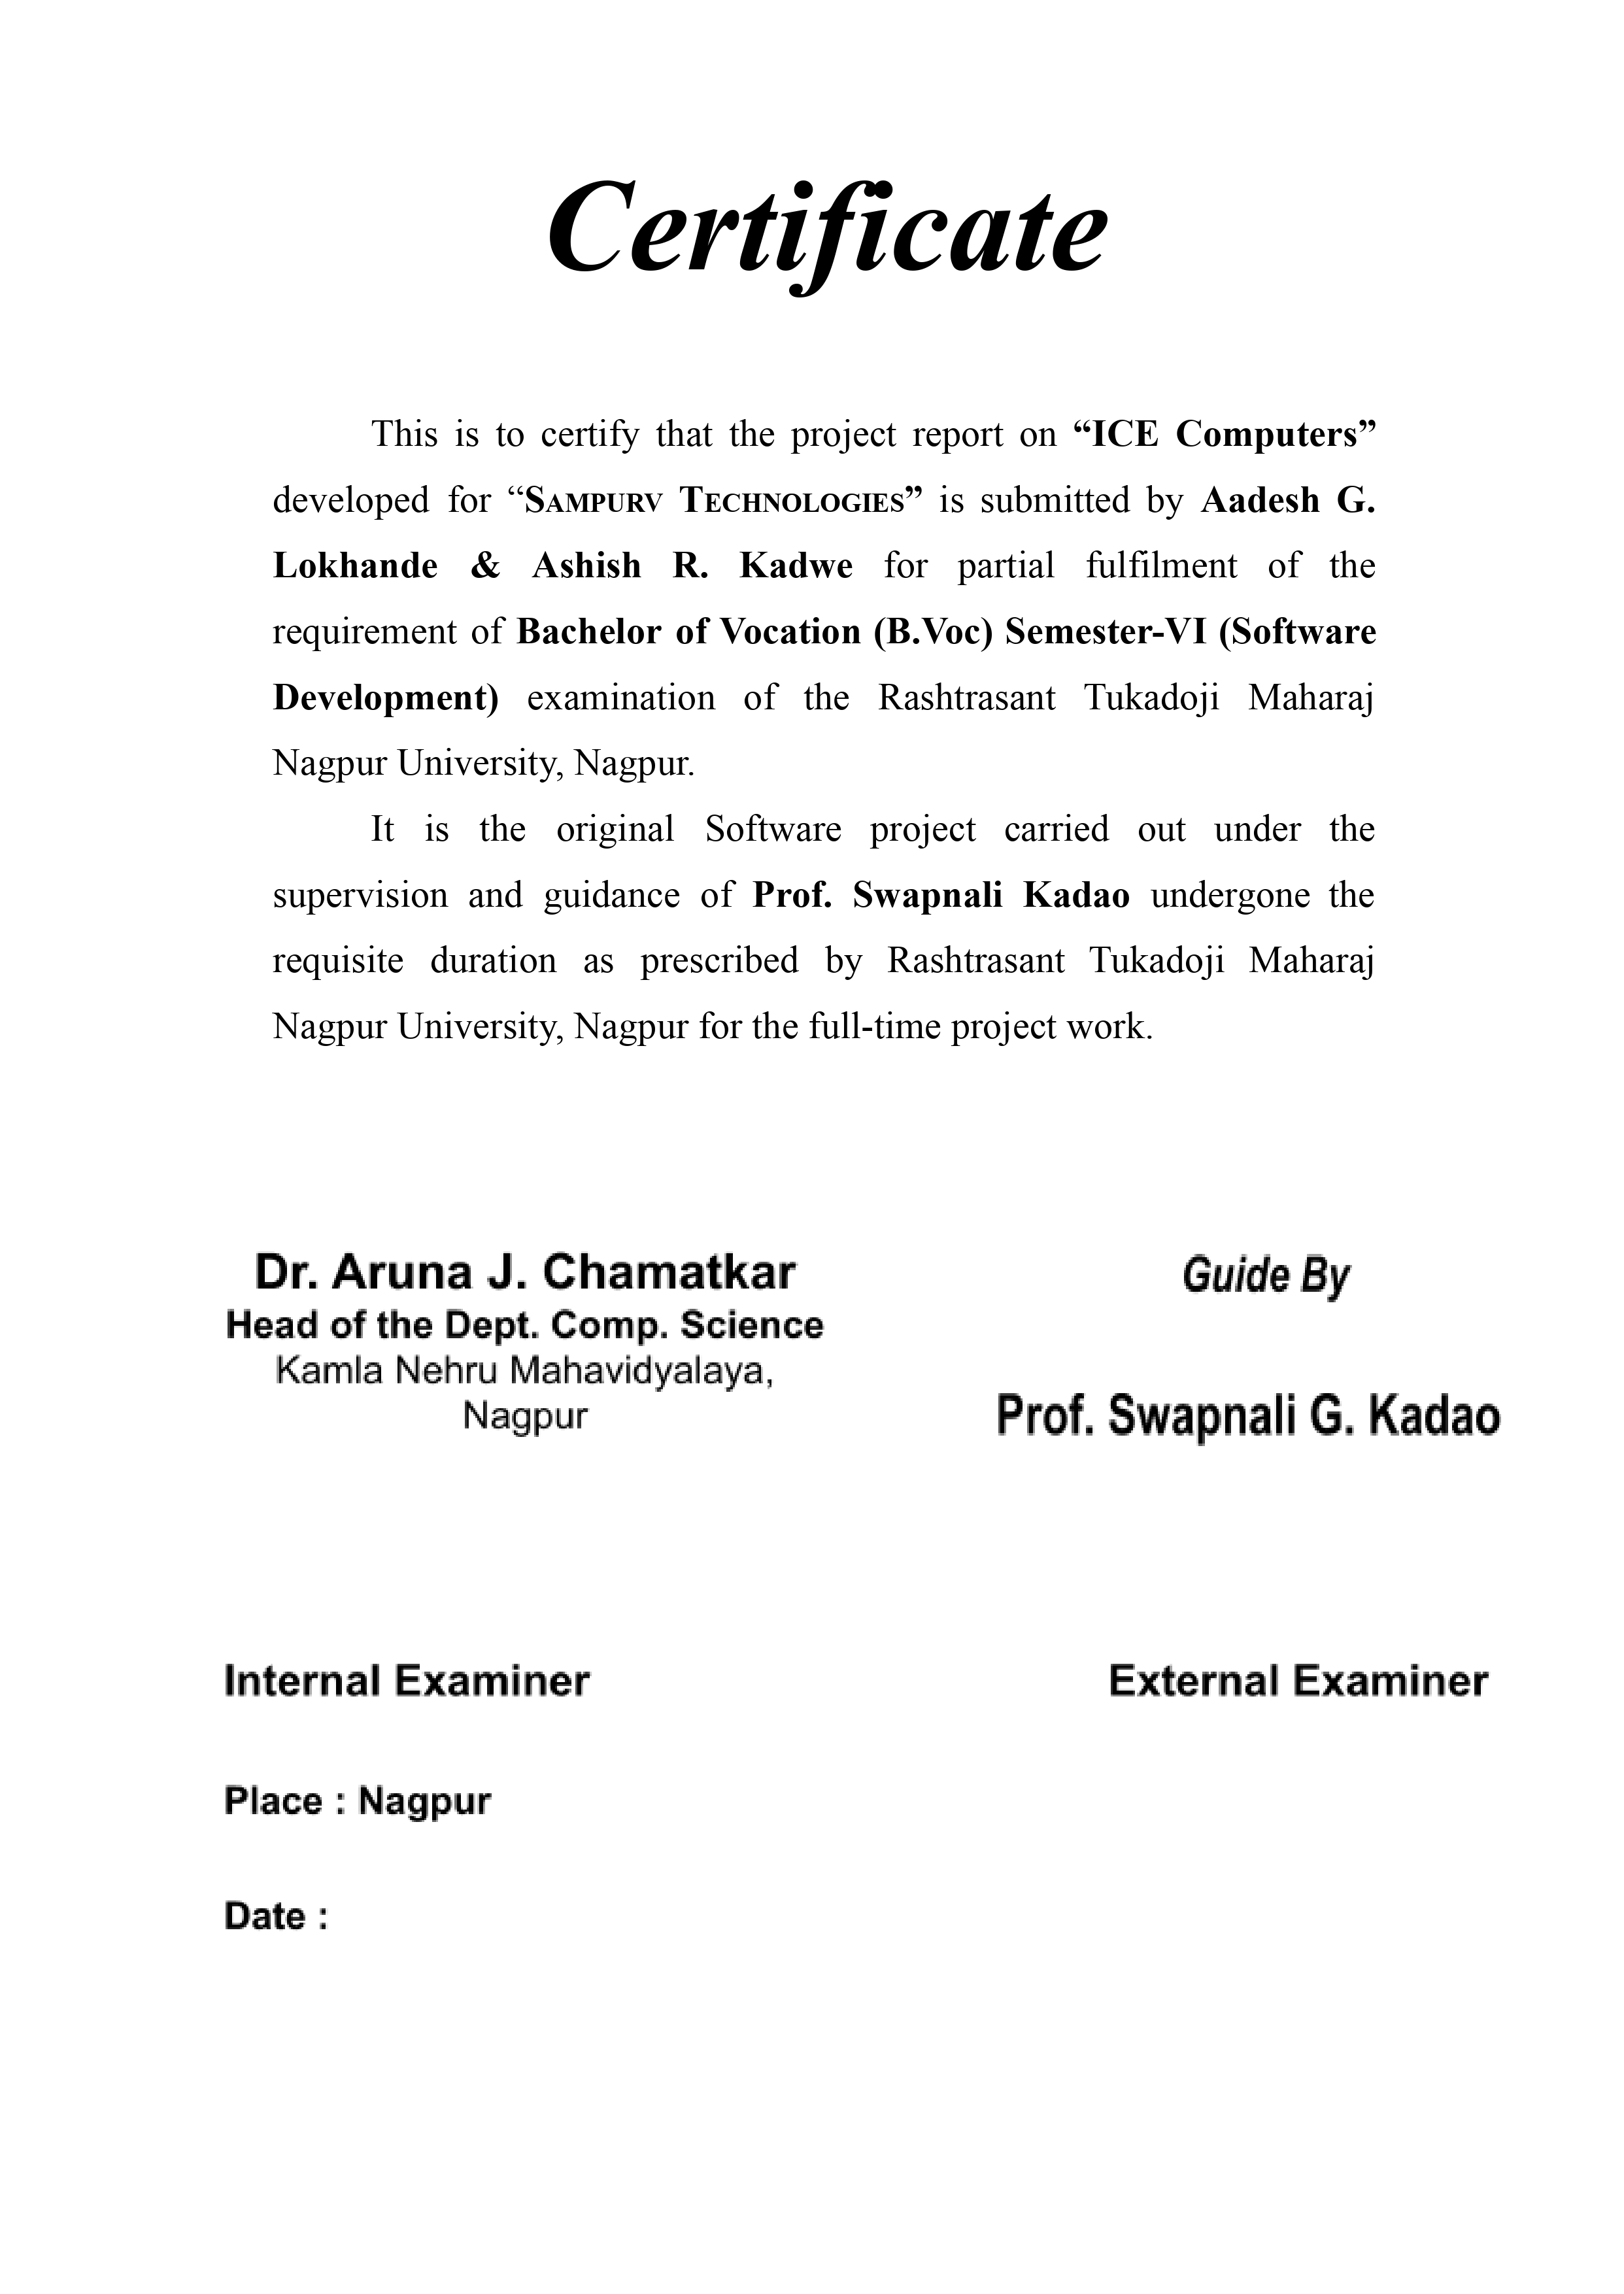 Certificate
This is to certify that the project report on “ICE Computers”
developed for “SAMPURV TECHNOLOGIES” is submitted by Aadesh G.
Lokhande & Ashish R. Kadwe for partial fulfilment of the
requirement of Bachelor of Vocation (B.Voc) Semester-VI (Software
Development) examination of the Rashtrasant Tukadoji Maharaj
Nagpur University, Nagpur.
It is the original Software project carried out under the
supervision and guidance of Prof. Swapnali Kadao undergone the
requisite duration as prescribed by Rashtrasant Tukadoji Maharaj
Nagpur University, Nagpur for the full-time project work.
Dr. Aruna J. Chamatkar
Head of the Dept. Comp. Science
Kamla Nehru Mahavidyalaya,
Nagpur
Guide By
Prof. Swapnali G. Kadao
Internal Examiner
External Examiner
Place : Nagpur
Date :